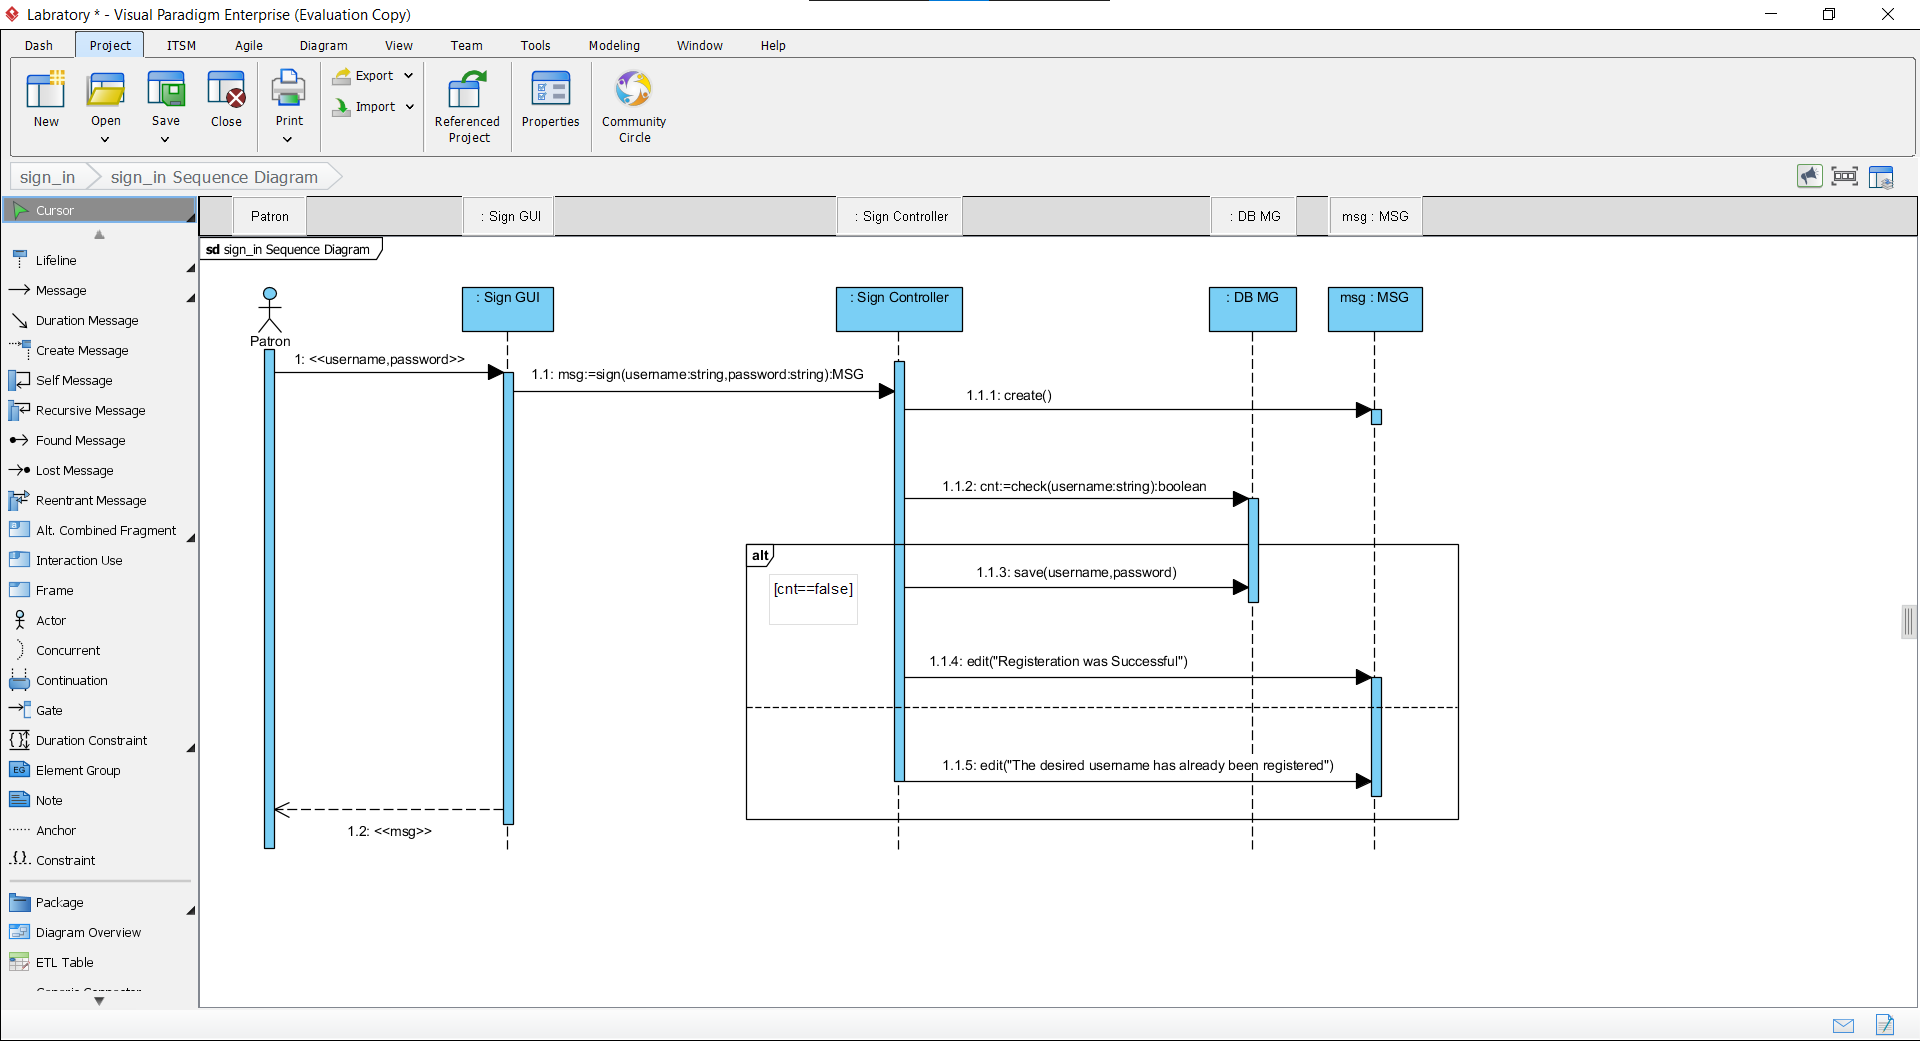 Labratory * - Visual Paradigm Enterprise (Evaluation Copy)
Dash Project ITSM Agile Diagram View Team Tools Modeling Window Help
New Open Save Close Print
Export
Import
Referenced
Project
Properties
Community
Circle
sign_in sign_in Sequence Diagram
Patron : Sign GUI : Sign Controller : DB MG msg : MSG
Cursor
Lifeline
Message
Duration Message
Create Message
Self Message
Recursive Message
Found Message
Lost Message
Reentrant Message
a
Alt. Combined Fragment
Interaction Use
Frame
Actor
Concurrent
Continuation
Gate
Duration Constraint
EG
Element Group
Note
Anchor
Constraint
Package
Diagram Overview
ETL Table
sd sign_in Sequence Diagram
: Sign GUI : Sign Controller : DB MG msg : MSG
Patron
1: <<username,password>>
1.1: msg:=sign(username:string,password:string):MSG
1.1.1: create()
1.1.2: cnt:=check(username:string):boolean
alt
[cnt==false]
1.1.3: save(username,password)
1.1.4: edit("Registeration was Successful")
1.1.5: edit("The desired username has already been registered")
1.2: <<msg>>